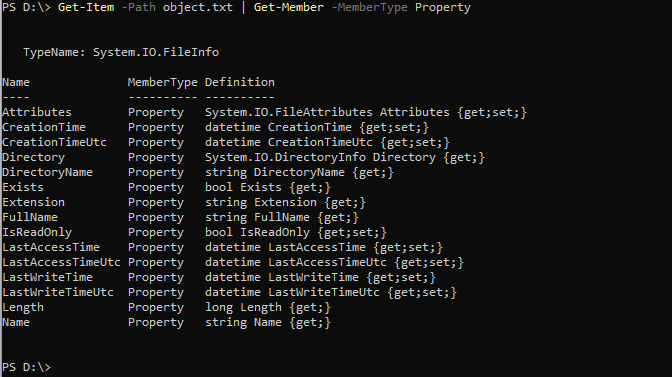 PS D:\> Get-Item -Path object.txt | Get-Member -MemberType Property
TypeName: System.IO.FileInfo
Name MemberType Definition
---- ---------- ----------
Attributes Property System.IO.FileAttributes Attributes {get;set;}
CreationTime Property datetime CreationTime {get;set;}
CreationTimeUtc Property datetime CreationTimeUtc {get;set;}
Directory Property System.IO.DirectoryInfo Directory {get;}
DirectoryName Property string DirectoryName {get;}
Exists Property bool Exists {get;}
Extension Property string Extension {get;}
FullName Property string FullName {get;}
IsReadOnly Property bool IsReadOnly {get;set;}
LastAccessTime Property datetime LastAccessTime {get;set;}
LastAccessTimeUtc Property datetime LastAccessTimeUtc {get;set;}
LastWriteTime Property datetime LastWriteTime {get;set;}
LastWriteTimeUtc Property datetime LastWriteTimeUtc {get;set;}
Length Property long Length {get;}
Name Property string Name {get;}
PS D:\>